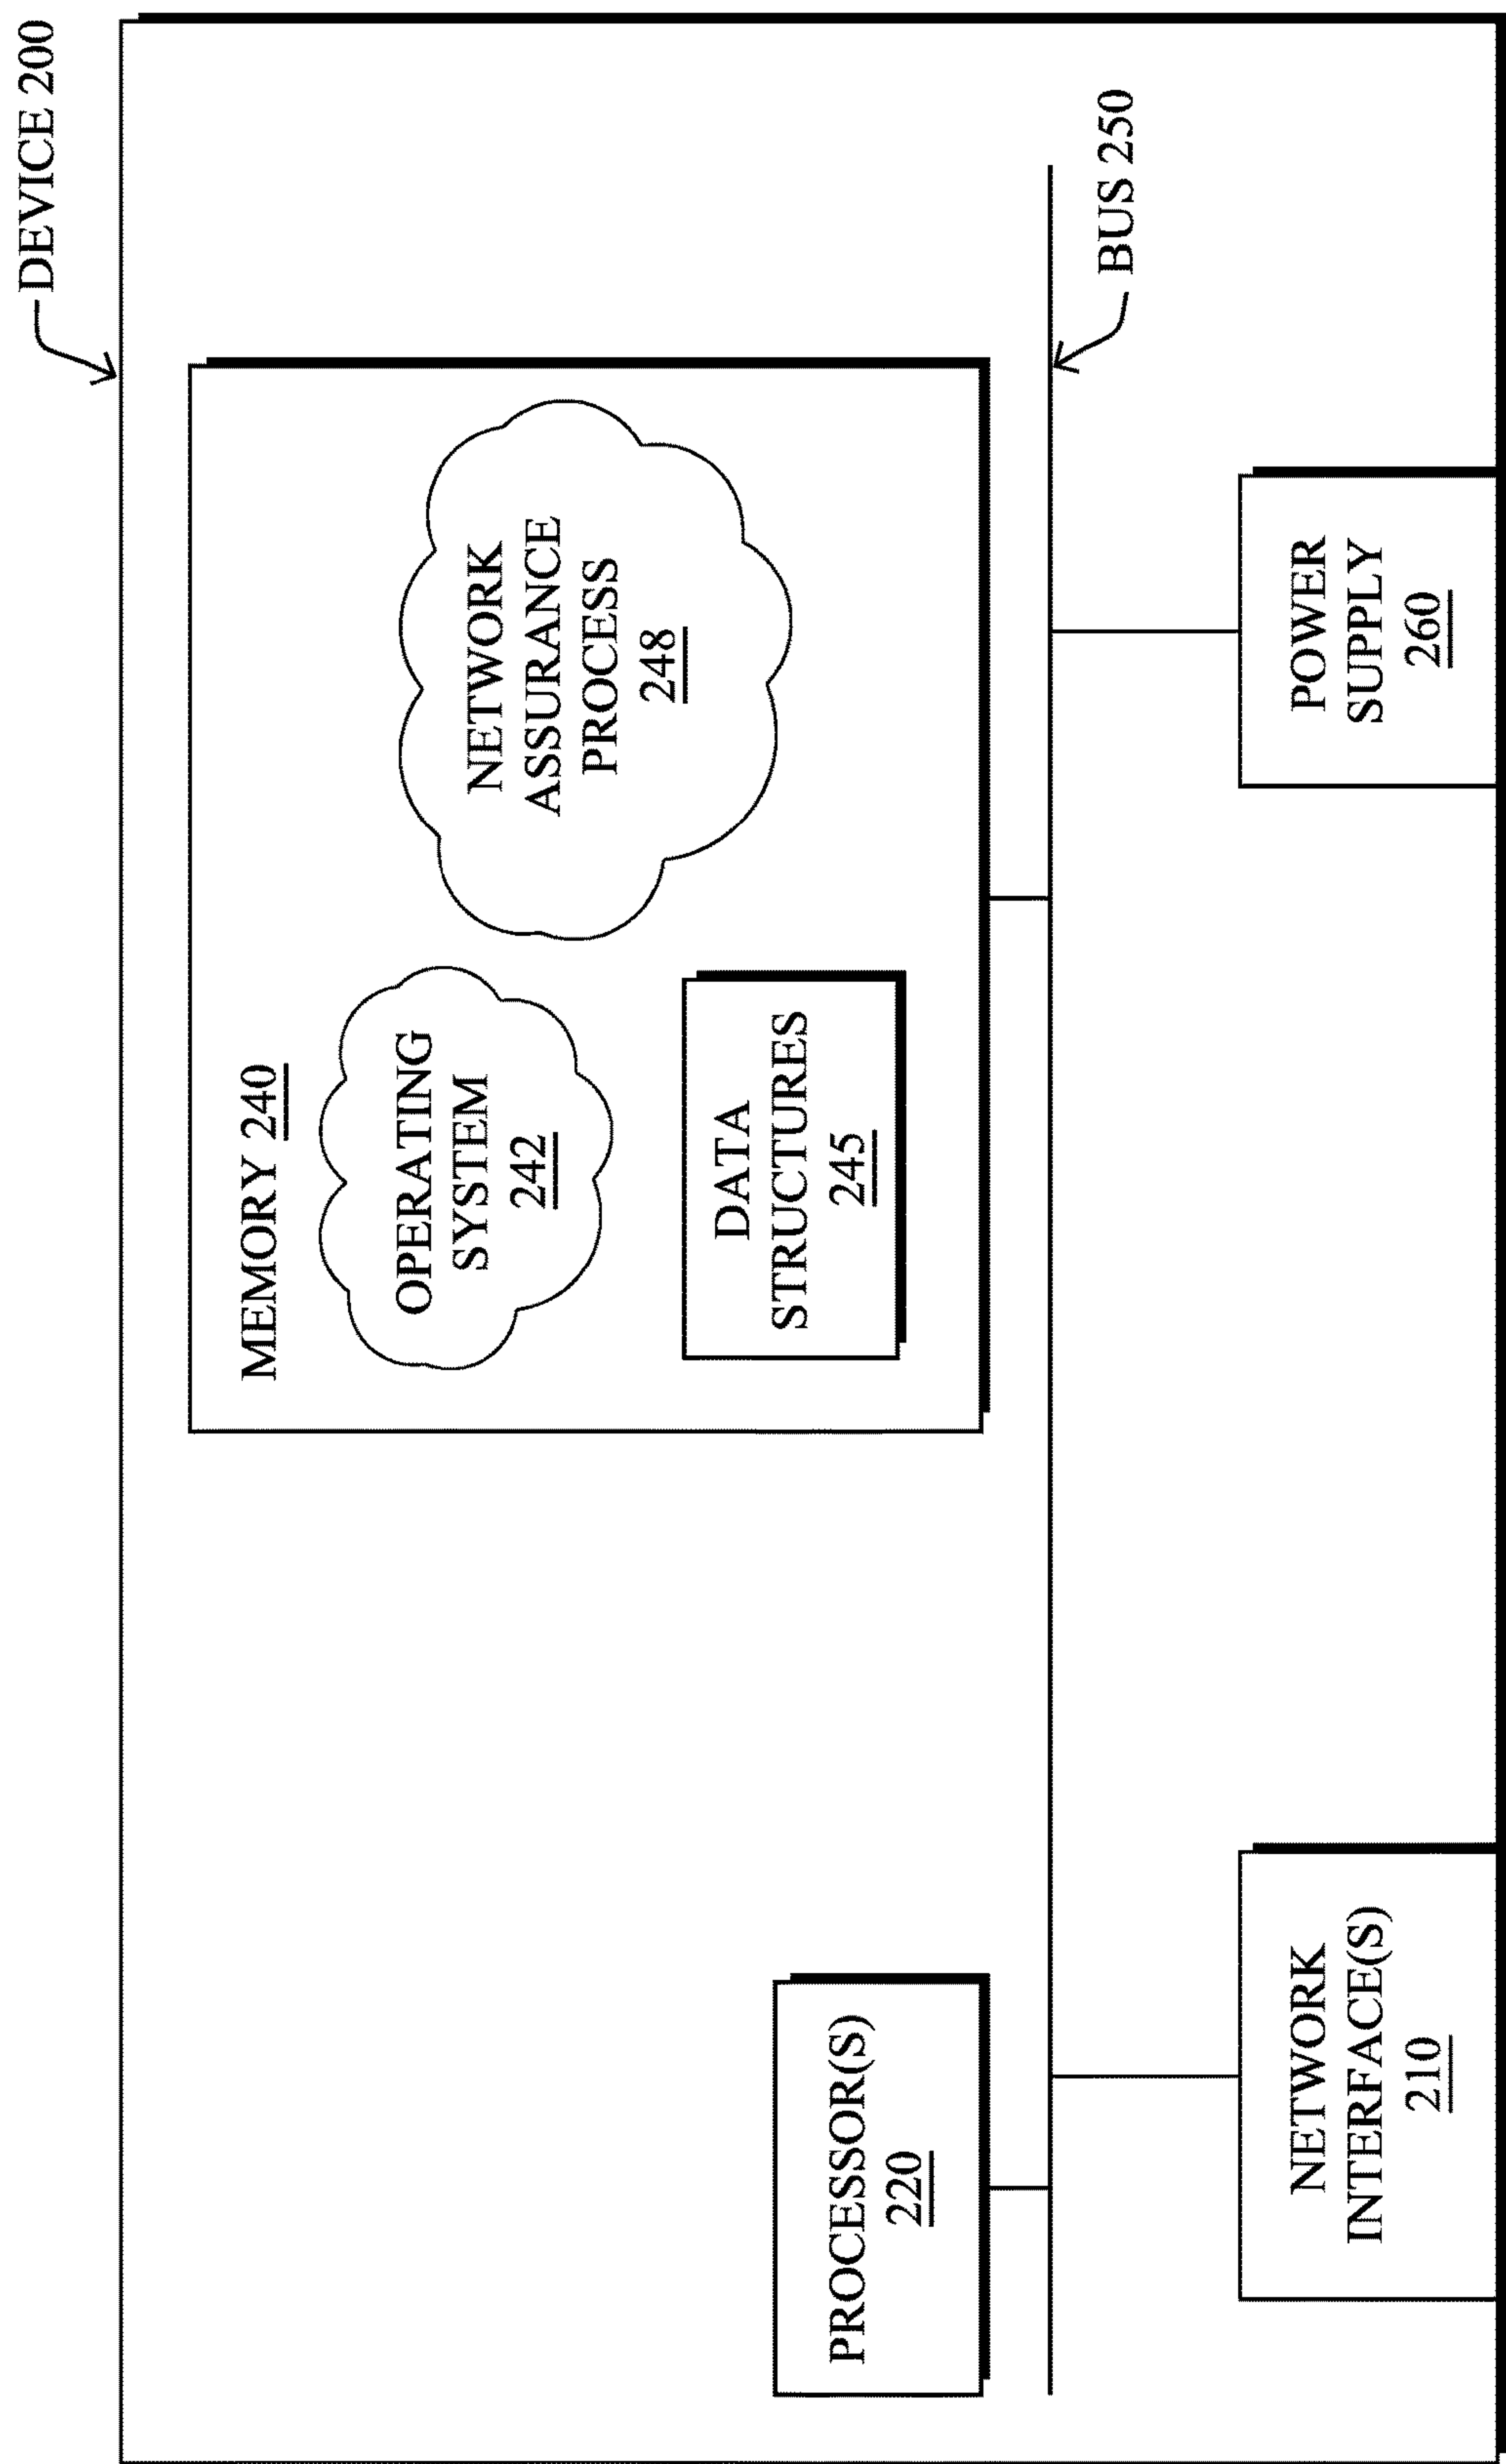 DEVICE 200
MEMORY 240
OPERATING
SYSTEM
242
DATA
STRUCTURES
245
NETWORK
ASSURANCE
PROCESS
248
PROCESSOR(S)
220
BUS 250
NETWORK
INTERFACE(S)
210
POWER
SUPPLY
260